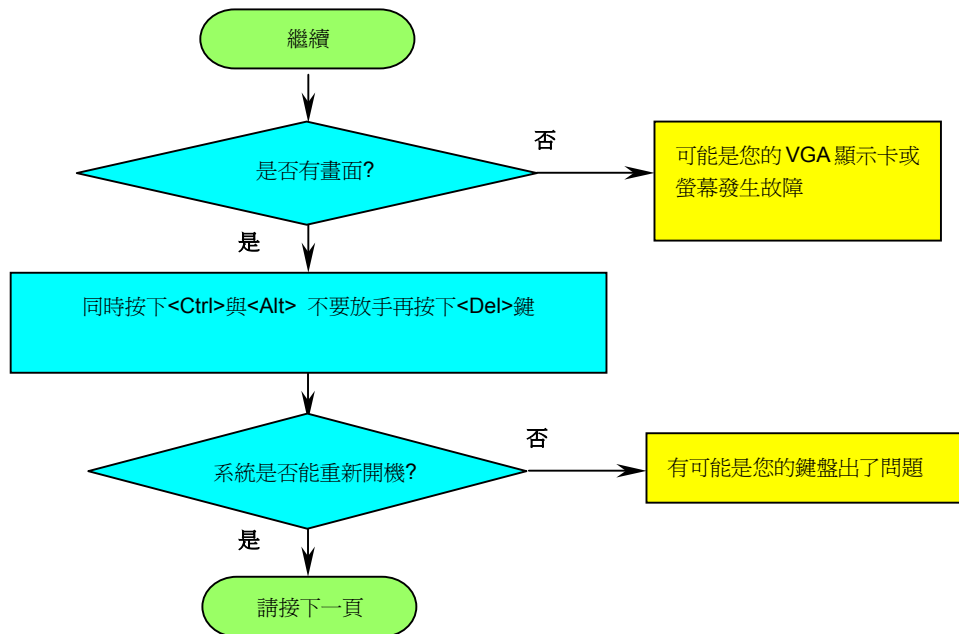 繼續
是否有畫面?
否
可能是您的 VGA 顯示卡或
螢幕發生故障
是
同時按下<Ctrl>與<Alt> 不要放手再按下<Del>鍵
系統是否能重新開機?
否
有可能是您的鍵盤出了問題
是
請接下一頁